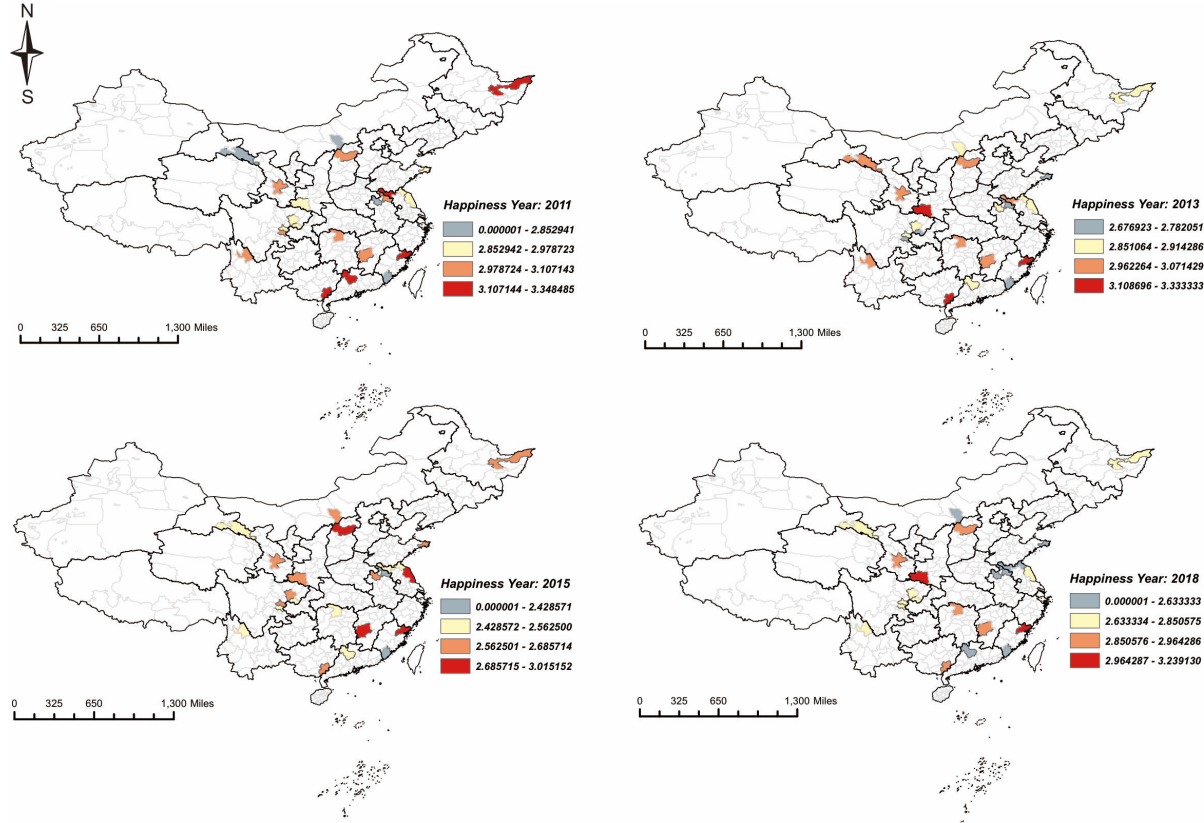 N
S
Happiness Year: 2011
0.000001 - 2.852941
2.852942 - 2.978723
2.978724 - 3.107143
3.107144 - 3.348485
0 325 650 1,300 Miles
Happiness Year: 2013
2.676923 - 2.782051
2.851064 - 2.914286
2.962264 - 3.071429
3.108696 - 3.333333
0 325 650 1,300 Miles
Happiness Year: 2015
0.000001 - 2.428571
2.428572 - 2.562500
2.562501 - 2.685714
2.685715 - 3.015152
0 325 650 1,300 Miles
Happiness Year: 2018
0.000001 - 2.633333
2.633334 - 2.850575
2.850576 - 2.964286
2.964287 - 3.239130
0 325 650 1,300 Miles